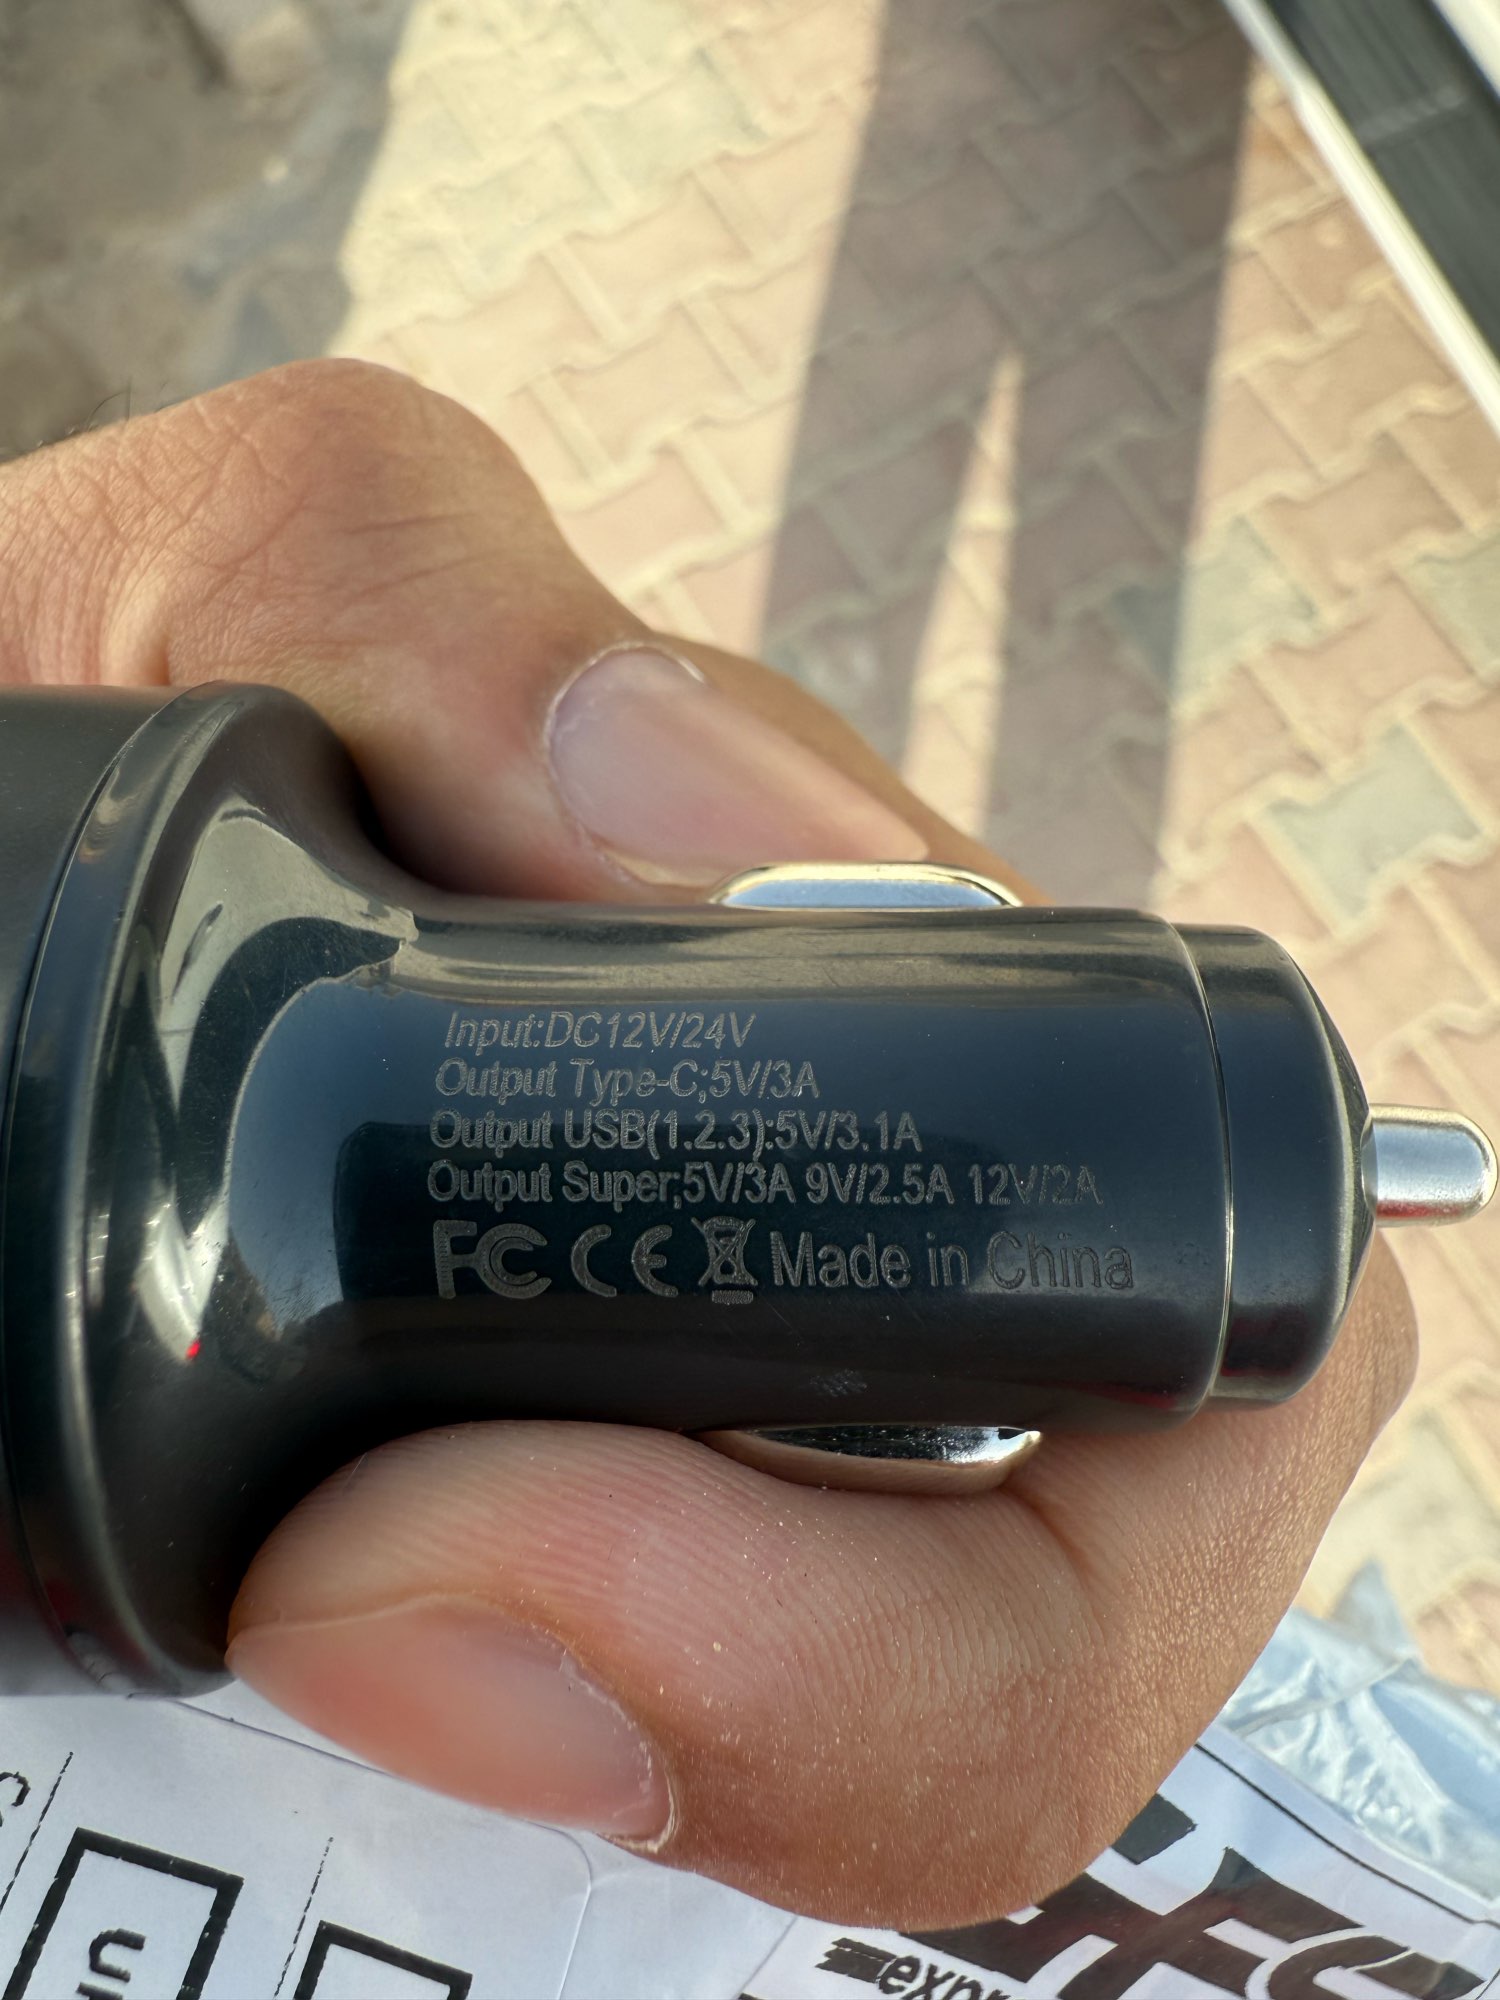 Input:DC12V/24V
Output Type-C;5V/3A
Output USB(1.2.3):5V/3.1A
Output Super;5V/3A 9V/2.5A 12V/2A
FC CE Made in China